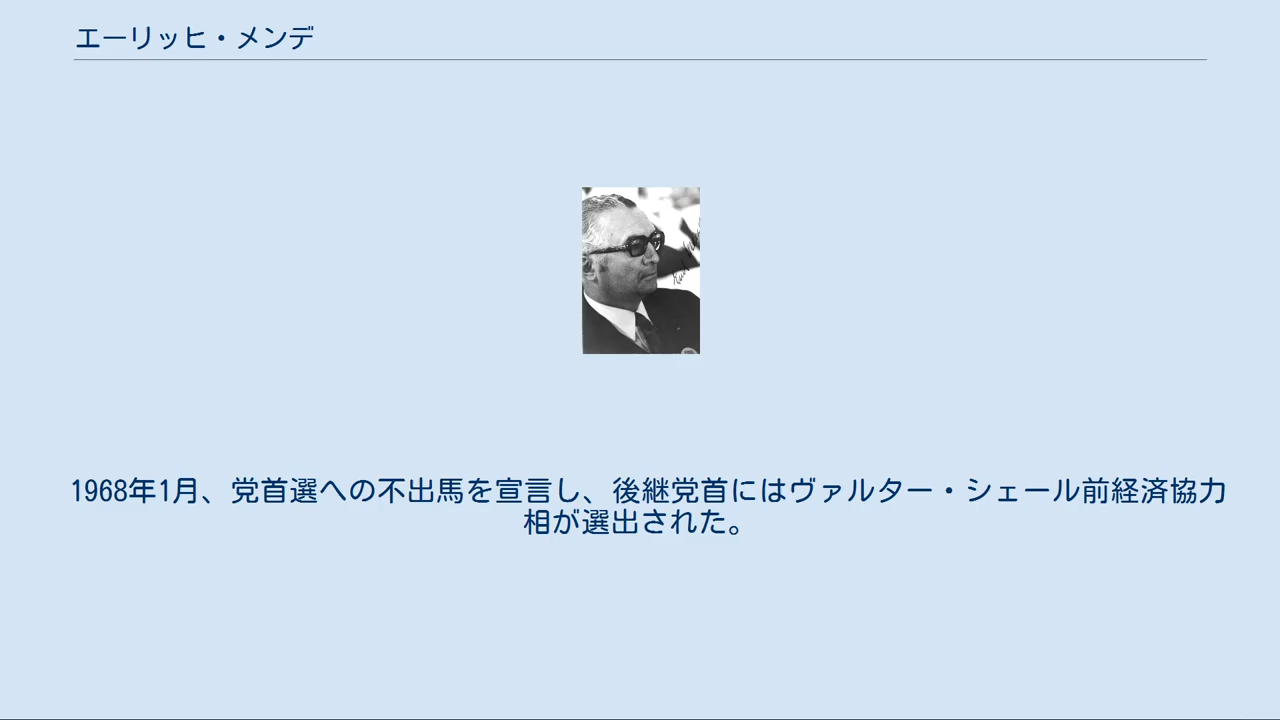 エーリッヒ・メンデ
1968年1月、党首選への不出馬を宣言し、後継党首にはヴァルター・シェール前経済協力
相が選出された。